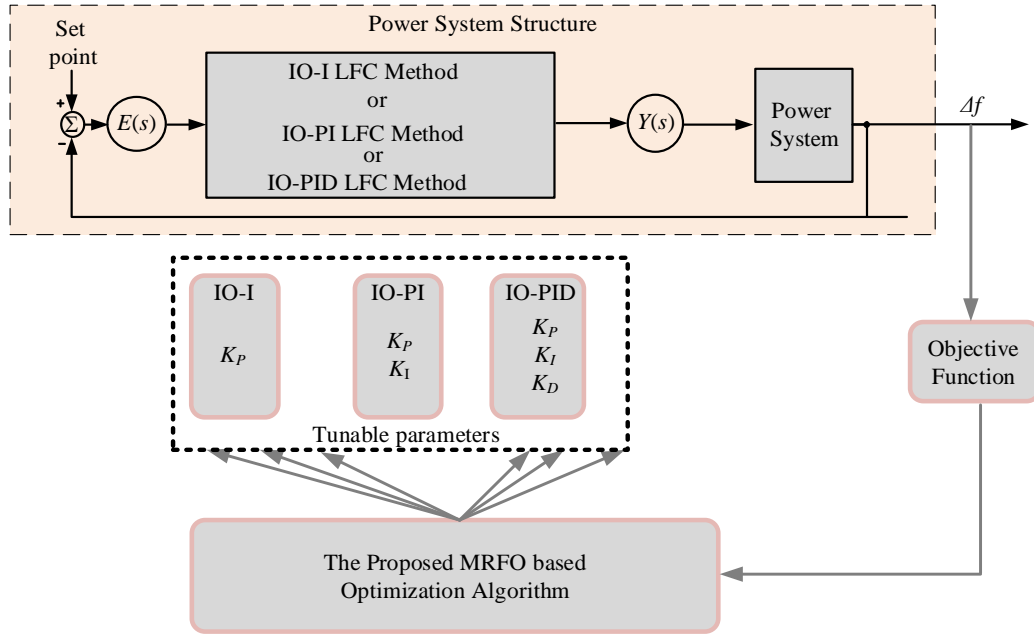 Power System Structure
Set
point
+
Σ
−
E(s)
IO-I LFC Method
or
IO-PI LFC Method
or
IO-PID LFC Method
Y(s)
Power
System
Δf
IO-I
K_P
IO-PI
K_P
K_I
IO-PID
K_P
K_I
K_D
Tunable parameters
Objective
Function
The Proposed MRFO based
Optimization Algorithm